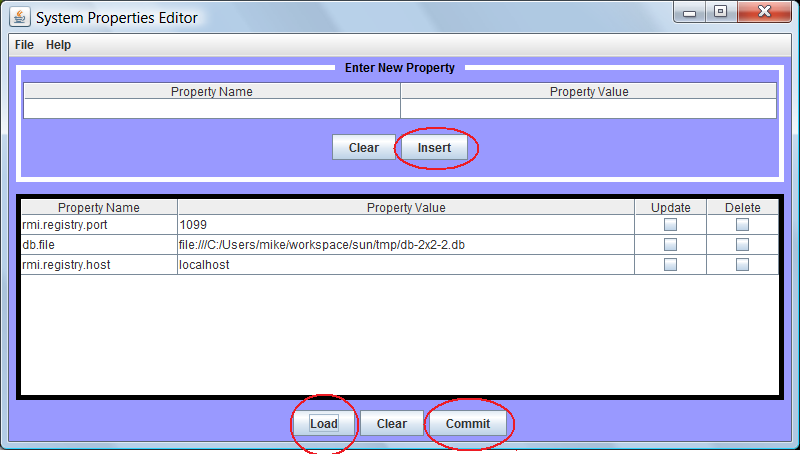 System Properties Editor
File Help
Enter New Property
Property Name Property Value
Clear Insert
Property Name Property Value Update Delete
rmi.registry.port 1099
db.file file:///C:/Users/mike/workspace/sun/tmp/db-2x2-2.db
rmi.registry.host localhost
Load Clear Commit